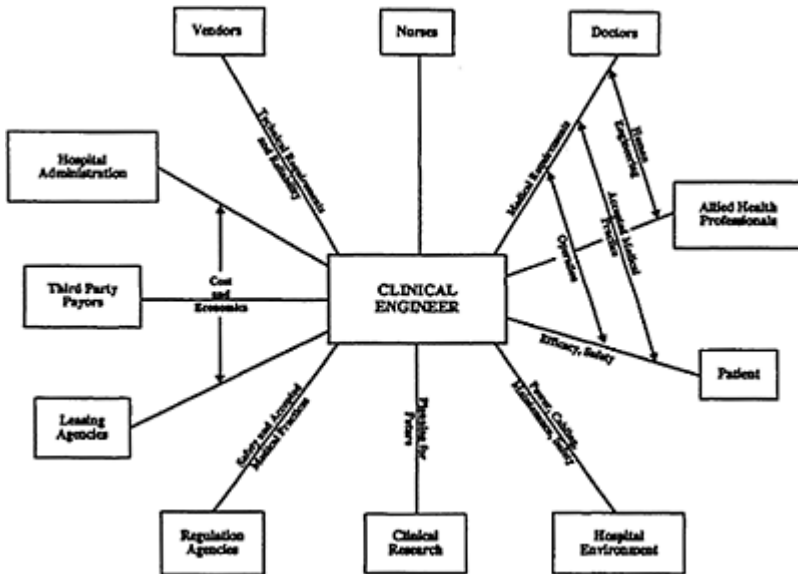 Vendors
Nurses
Doctors
Technical Requirements
and Reliability
Medical Requirements
Human
Engineering
Hospital
Administration
Accepted Medical
Practice
Allied Health
Professionals
Operation
Third Party
Payors
Cost
and
Economics
CLINICAL
ENGINEER
Efficacy, Safety
Patient
Leasing
Agencies
Safety and Accepted
Medical Practices
Planning for
Future
Power, Cabling,
Maintenance, Safety
Regulation
Agencies
Clinical
Research
Hospital
Environment